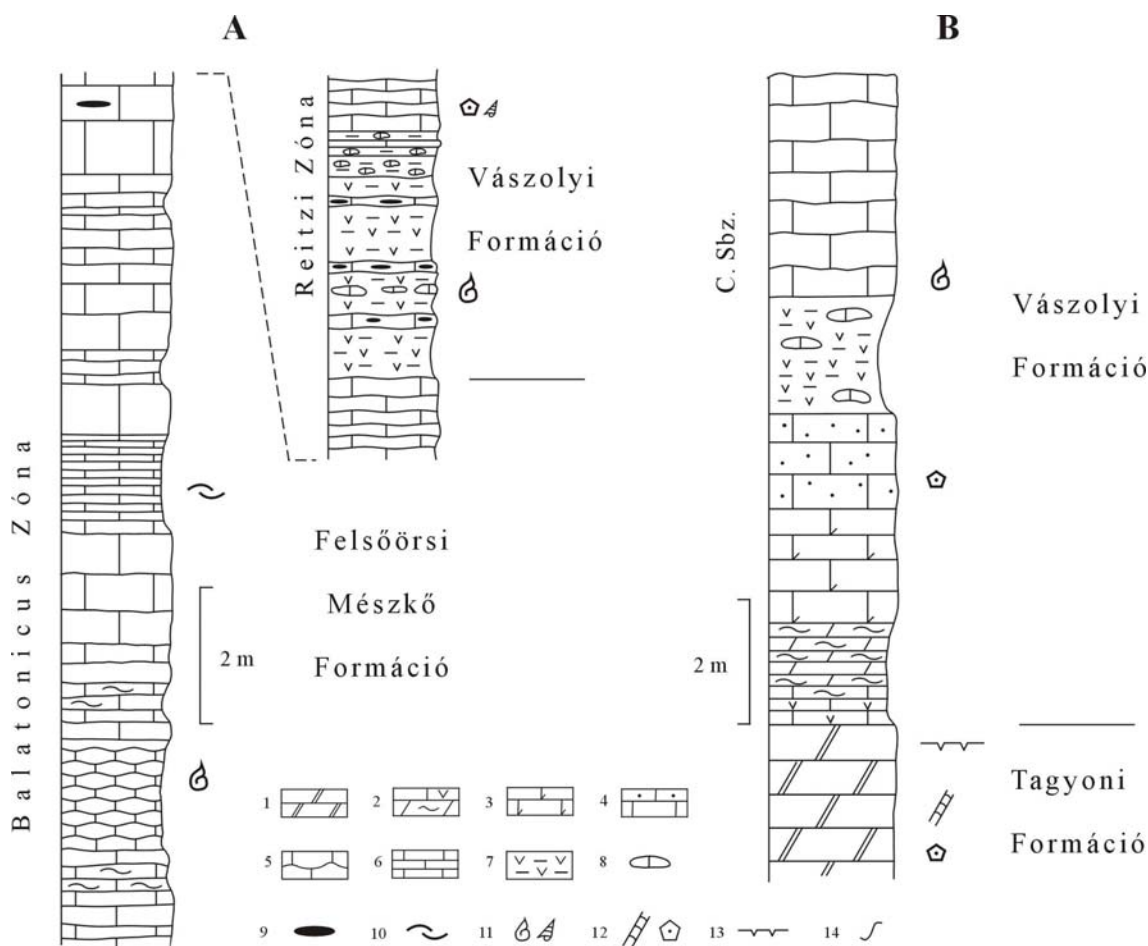 A
B
Balatonicus Zóna
Reitzi Zóna
Vászolyi
Formáció
C. Sbz.
Vászolyi
Formáció
Felsőörsi
Mészkő
Formáció
2 m
2 m
Tagyoni
Formáció
1 2 3 4
5 6 7 8
9 10 11 12 13 14